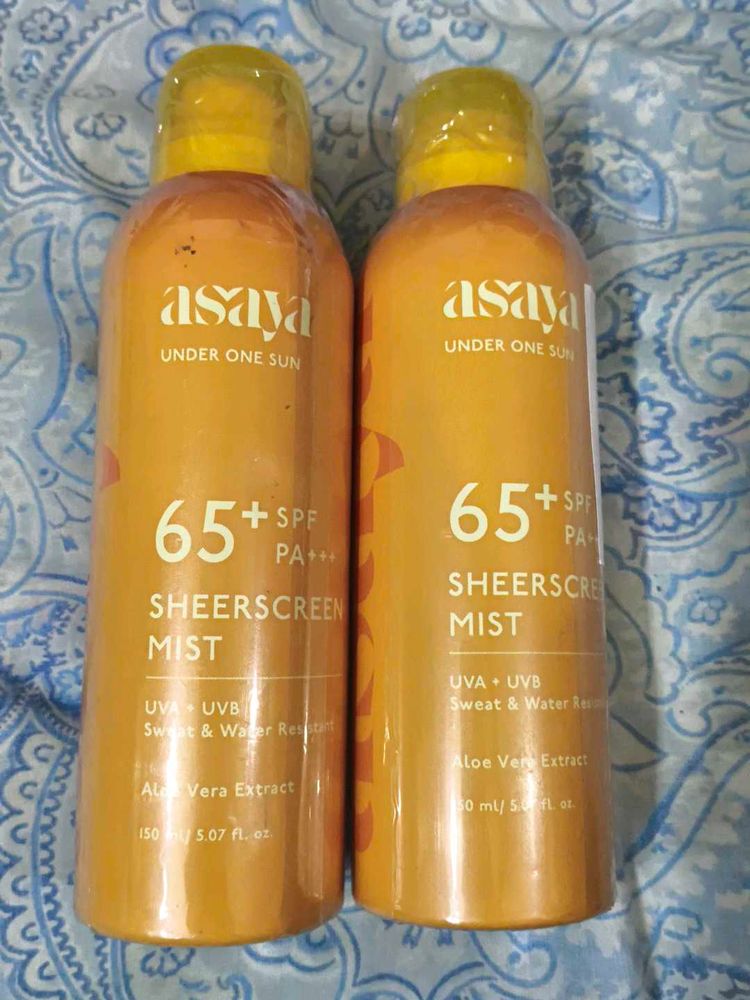 asaya
UNDER ONE SUN
65+ SPF
PA+++
SHEERSCREEN
MIST
UVA + UVB
Sweat & Water Resistant
Aloe Vera Extract
150 ml/ 5.07 fl. oz.
asaya
UNDER ONE SUN
65+ SPF
PA++
SHEERSCREE
MIST
UVA + UVB
Sweat & Water Resistan
Aloe Vera Extract
150 ml/ 5.07 fl. oz.